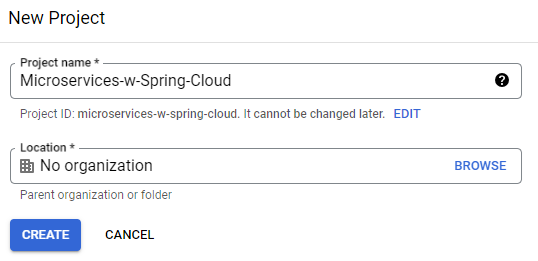 New Project
Project name *
Microservices-w-Spring-Cloud
Project ID: microservices-w-spring-cloud. It cannot be changed later. EDIT
Location *
No organization BROWSE
Parent organization or folder
CREATE CANCEL